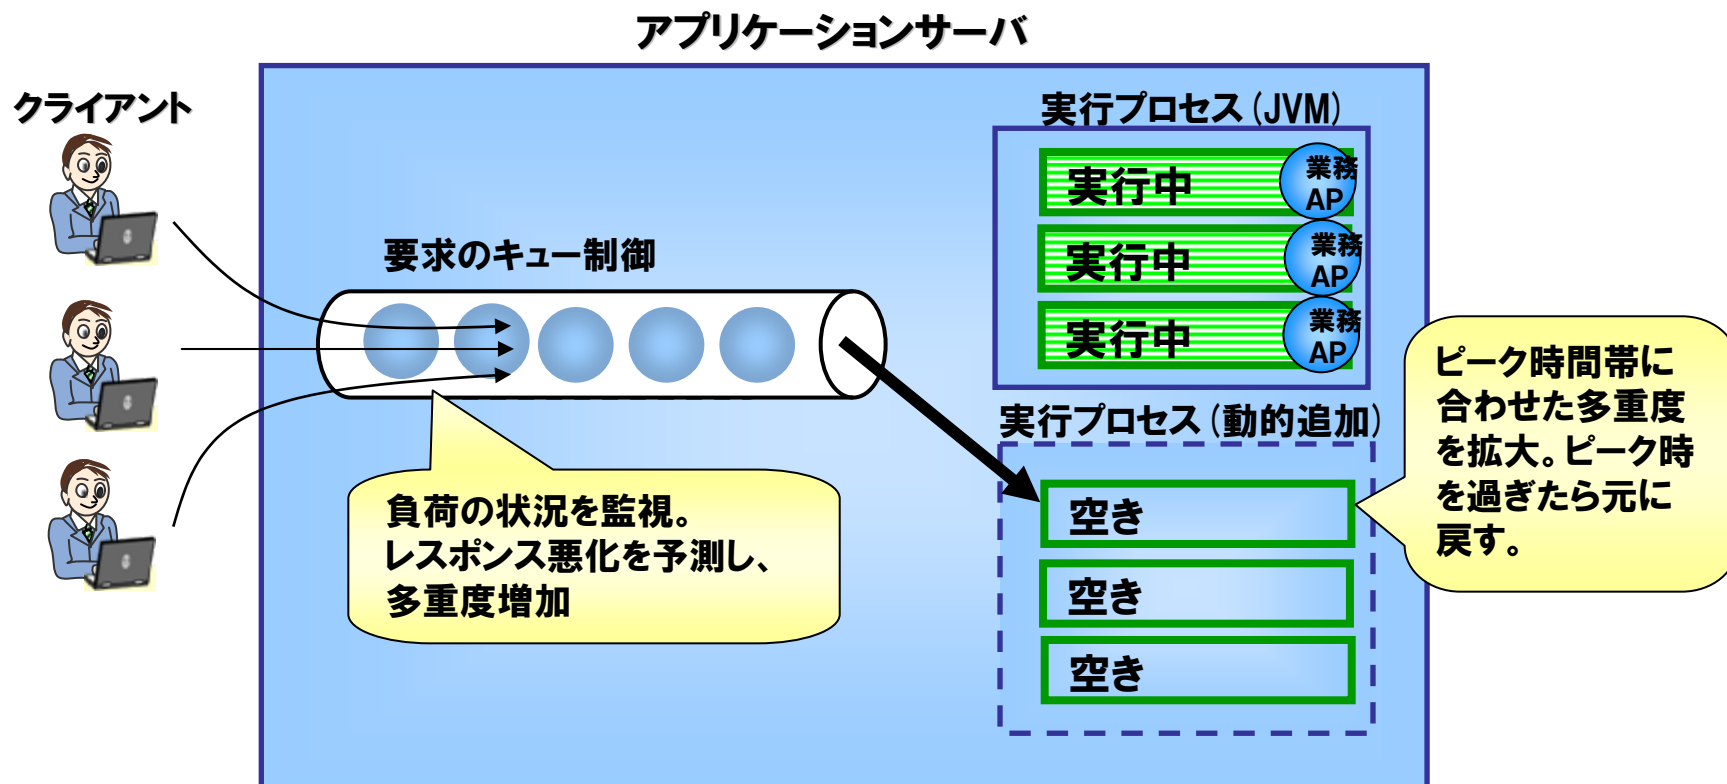 アプリケーションサーバ
クライアント
実行プロセス(JVM)
実行中
業務
AP
実行中
業務
AP
実行中
業務
AP
要求のキュー制御
負荷の状況を監視。
レスポンス悪化を予測し、
多重度増加
実行プロセス(動的追加)
空き
空き
空き
ピーク時間帯に
合わせた多重度
を拡大。ピーク時
を過ぎたら元に
戻す。